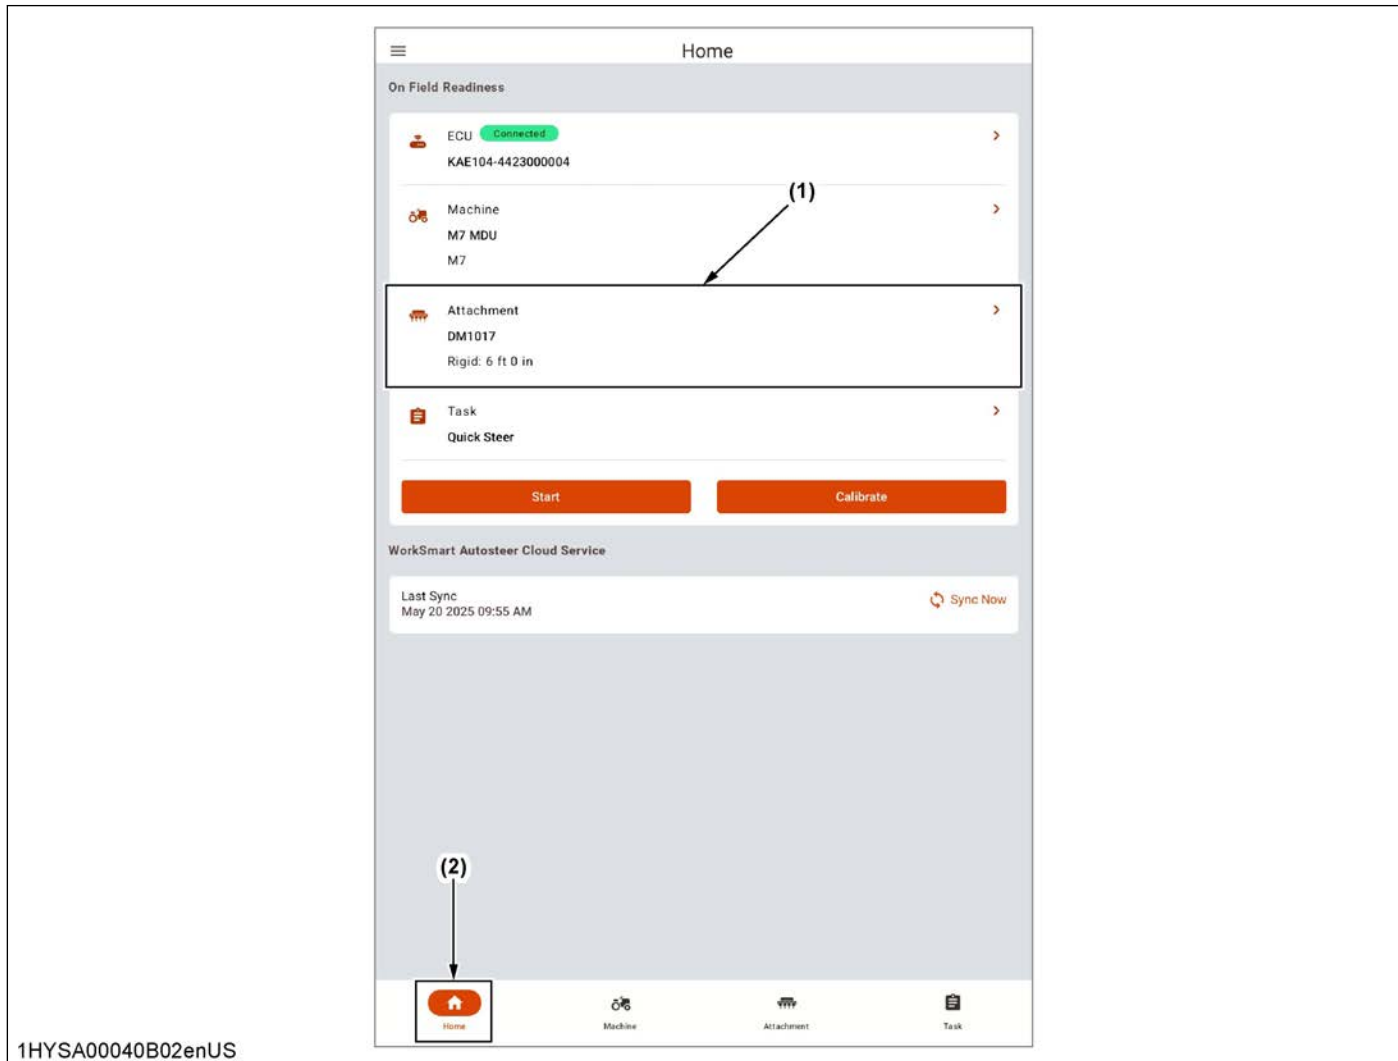 Home
On Field Readiness
ECU Connected
KAE104-4423000004
(1)
Machine
M7 MDU
M7
Attachment
DM1017
Rigid: 6 ft 0 in
Task
Quick Steer
Start Calibrate
WorkSmart Autosteer Cloud Service
Last Sync
May 20 2025 09:55 AM
Sync Now
(2)
Home Machine Attachment Task
1HYSA00040B02enUS